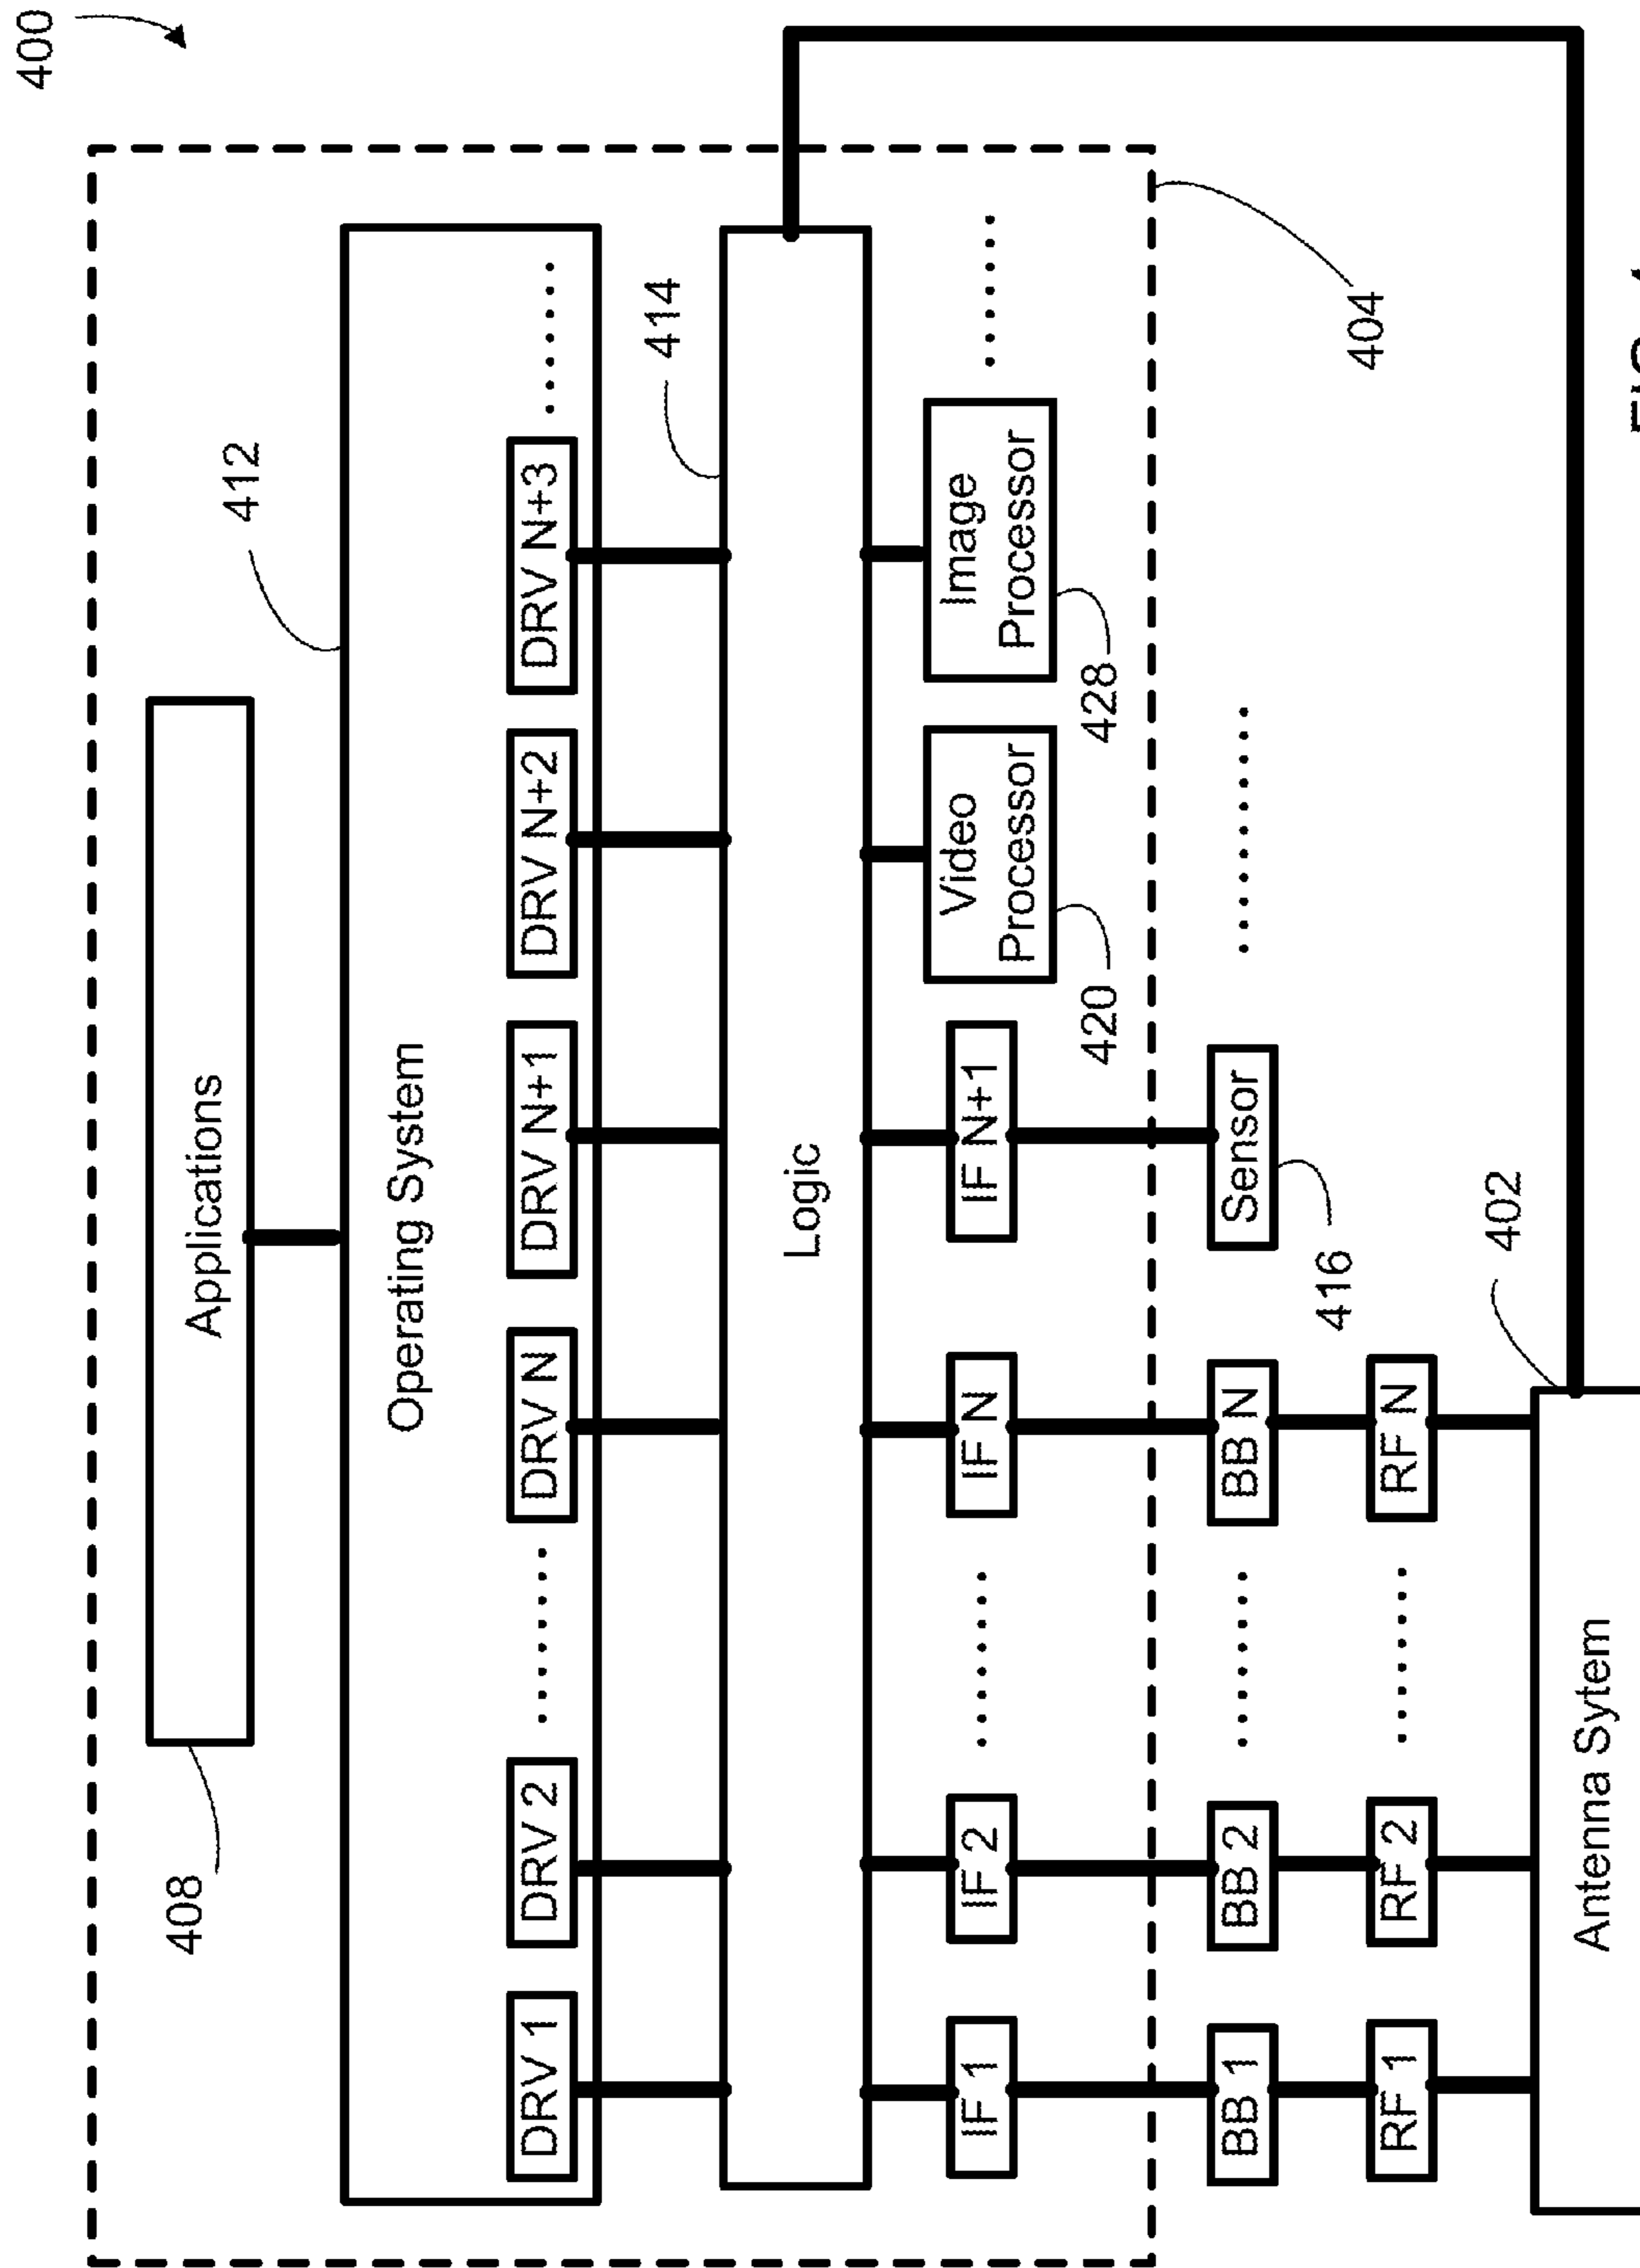 400
Applications
408
412
Operating System
DRV 1
DRV 2
DRV N
DRV N+1
DRV N+2
DRV N+3
414
Logic
IF 1
IF 2
IF N
IF N+1
Video
Processor
Image
Processor
420
428
404
BB 1
BB 2
BB N
Sensor
416
RF 1
RF 2
RF N
402
Antenna Sytem